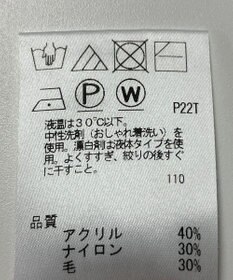 P
W
P22T
液温は30℃以下。
中性洗剤(おしゃれ着洗い)を
使用。漂白剤は液体タイプを使
用。よくすすぎ、絞りの後すぐ
に干すこと。
110
品質
アクリル 40%
ナイロン 30%
毛 30%